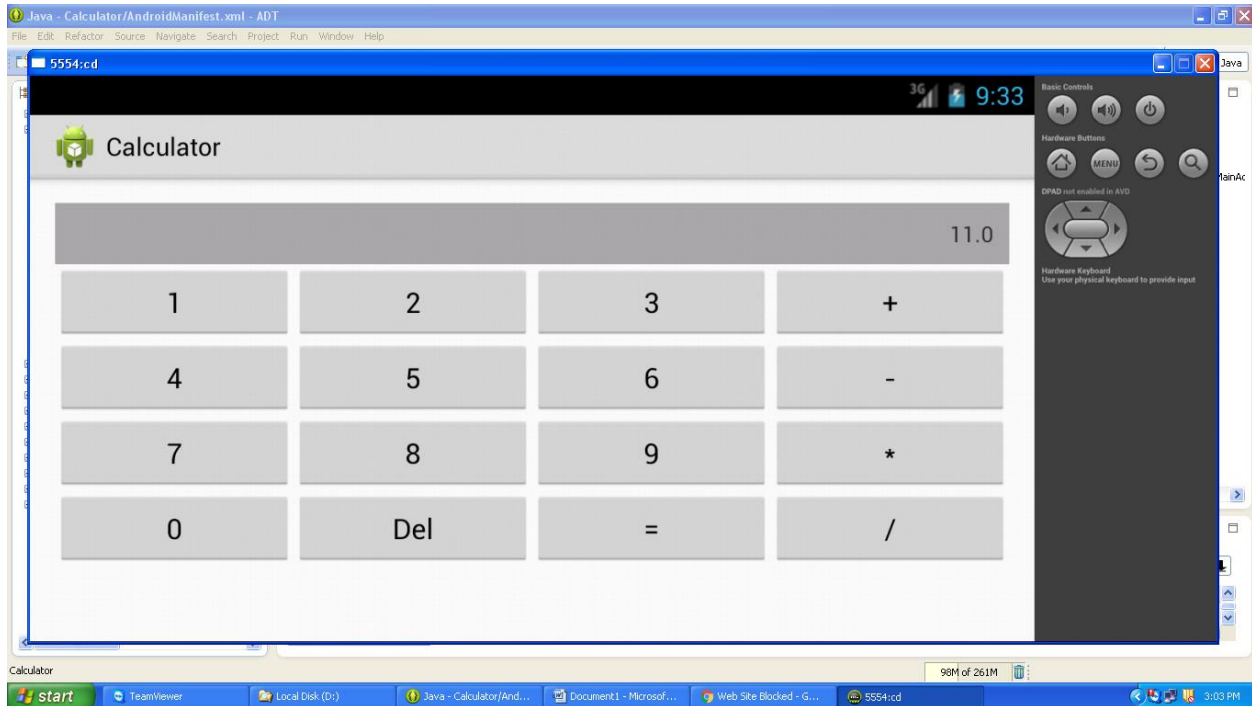 Java - Calculator/AndroidManifest.xml - ADT
File Edit Refactor Source Navigate Search Project Run Window Help
5554:cd
Java
3G 9:33
Calculator
11.0
1 2 3 +
4 5 6 -
7 8 9 *
0 Del = /
Basic Controls
Hardware Buttons
MENU
DPAD not enabled in AVD
Hardware Keyboard
Use your physical keyboard to provide input
MainAc
Calculator
98M of 261M
start TeamViewer Local Disk (D:) Java - Calculator/And... Document1 - Microsof... Web Site Blocked - G... 5554:cd 3:03 PM